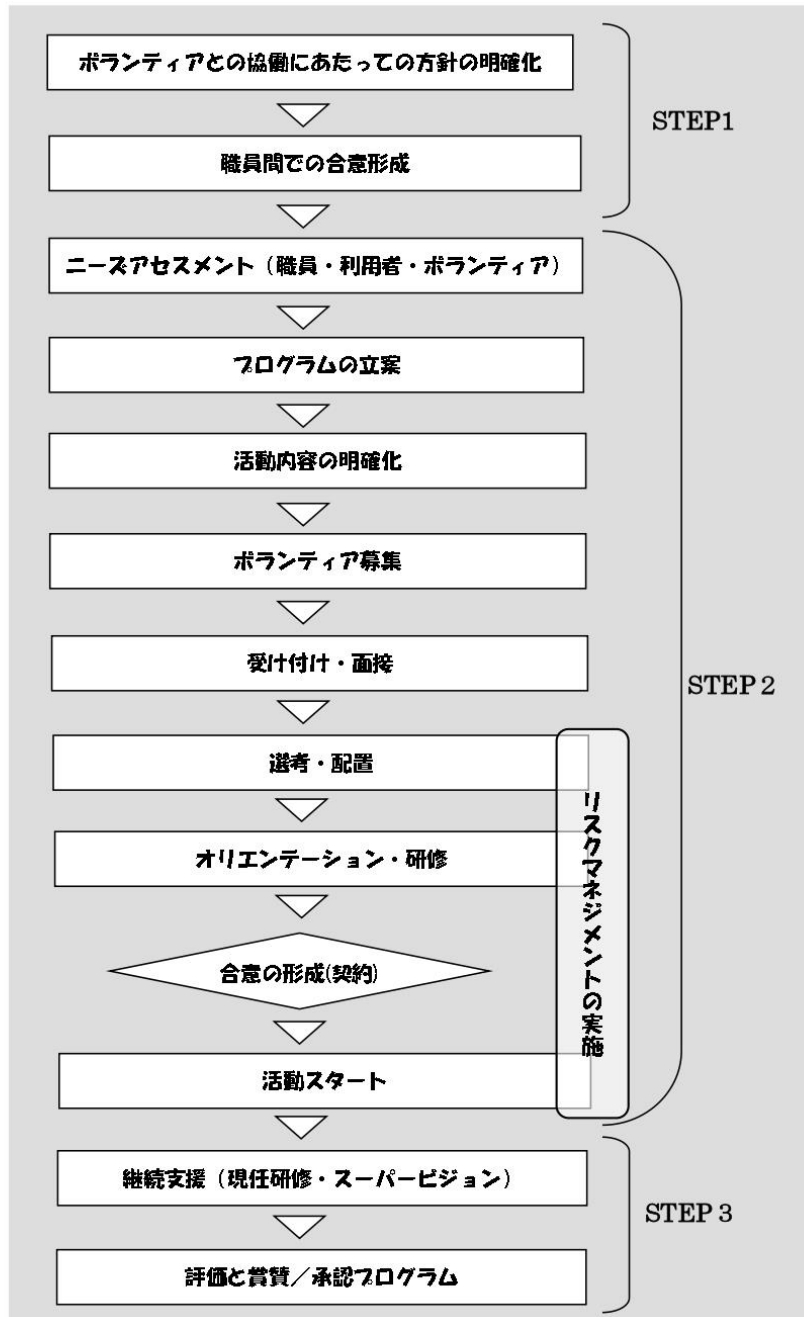 ボランティアとの協働にあたっての方針の明確化
STEP1
職員間での合意形成
ニーズアセスメント（職員・利用者・ボランティア）
プログラムの立案
活動内容の明確化
ボランティア募集
受け付け・面接
STEP 2
選考・配置
オリエンテーション・研修
合意の形成(契約)
活動スタート
リスクマネジメントの実施
継続支援（現任研修・スーパービジョン）
STEP 3
評価と賞賛／承認プログラム